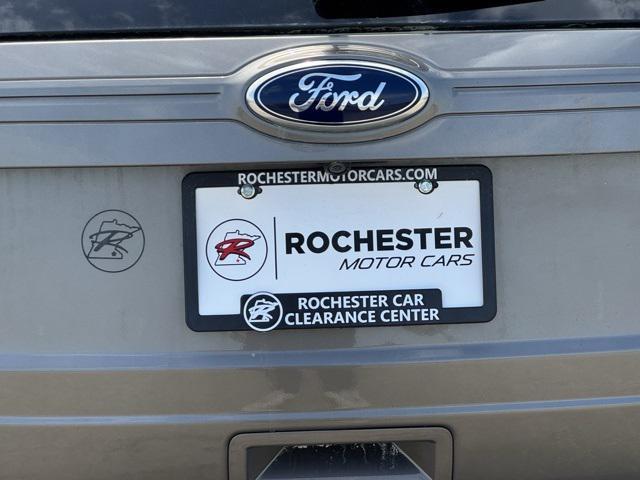 Ford
ROCHESTERMOTORCARS.COM
R
R
ROCHESTER
MOTOR CARS
R
ROCHESTER CAR
CLEARANCE CENTER